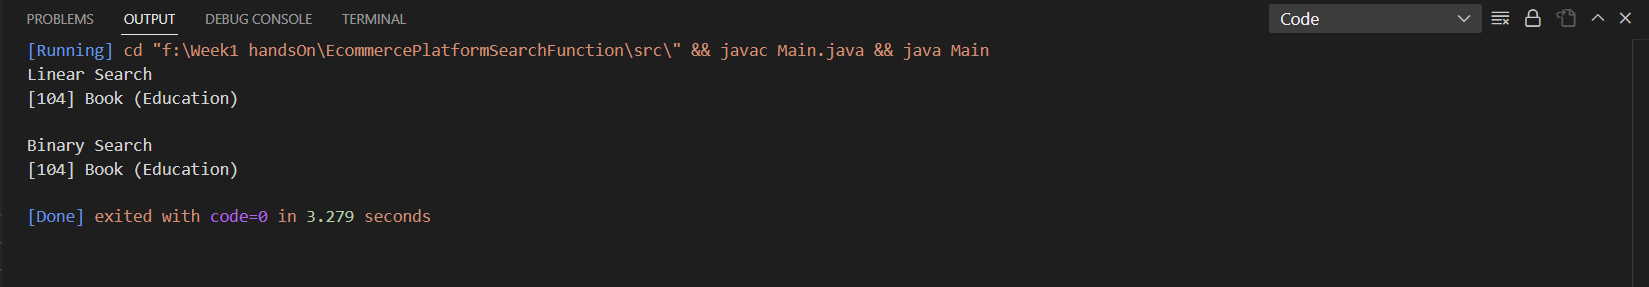 PROBLEMS OUTPUT DEBUG CONSOLE TERMINAL Code
[Running] cd "f:\Week1 handsOn\EcommercePlatformSearchFunction\src\" && javac Main.java && java Main
Linear Search
[104] Book (Education)
Binary Search
[104] Book (Education)
[Done] exited with code=0 in 3.279 seconds